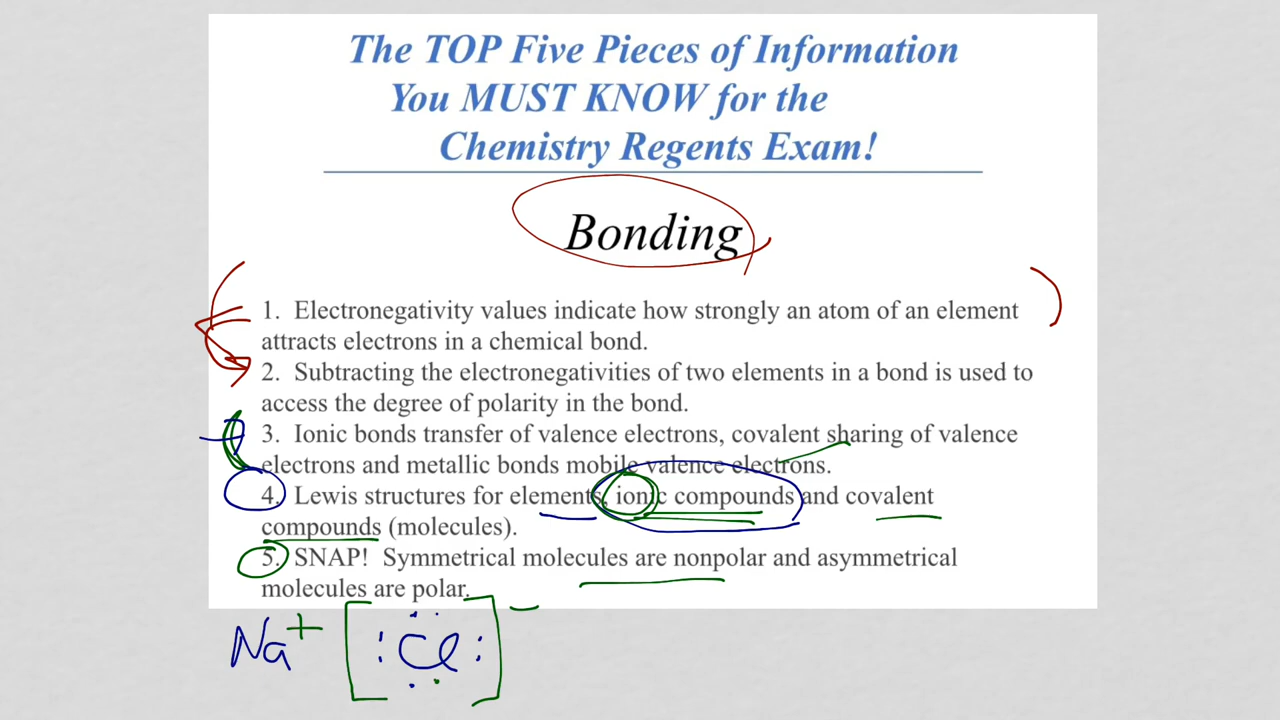 The TOP Five Pieces of Information
You MUST KNOW for the
Chemistry Regents Exam!
Bonding
1. Electronegativity values indicate how strongly an atom of an element
attracts electrons in a chemical bond.
2. Subtracting the electronegativities of two elements in a bond is used to
access the degree of polarity in the bond.
3. Ionic bonds transfer of valence electrons, covalent sharing of valence
electrons and metallic bonds mobile valence electrons.
4. Lewis structures for elements, ionic compounds and covalent
compounds (molecules).
5. SNAP! Symmetrical molecules are nonpolar and asymmetrical
molecules are polar.
Na+ [:Cl:]−